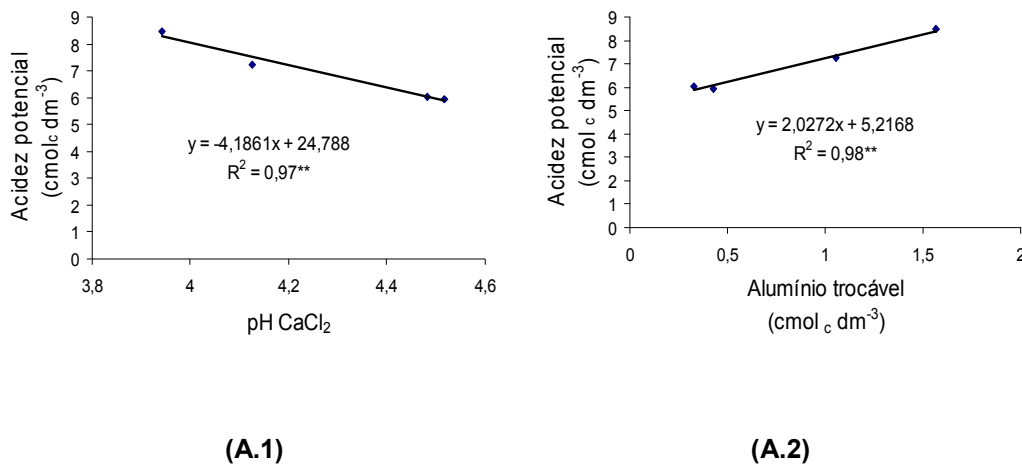 Acidez potencial
(cmolc dm-3)
9
8
7
6
5
4
3
2
1
0
y = -4,1861x + 24,788
R2 = 0,97**
3,8
4
4,2
4,4
4,6
pH CaCl2
(A.1)
Acidez potencial
(cmol c dm-3)
9
8
7
6
5
4
3
2
1
0
y = 2,0272x + 5,2168
R2 = 0,98**
0
0,5
1
1,5
2
Alumínio trocável
(cmol c dm-3)
(A.2)